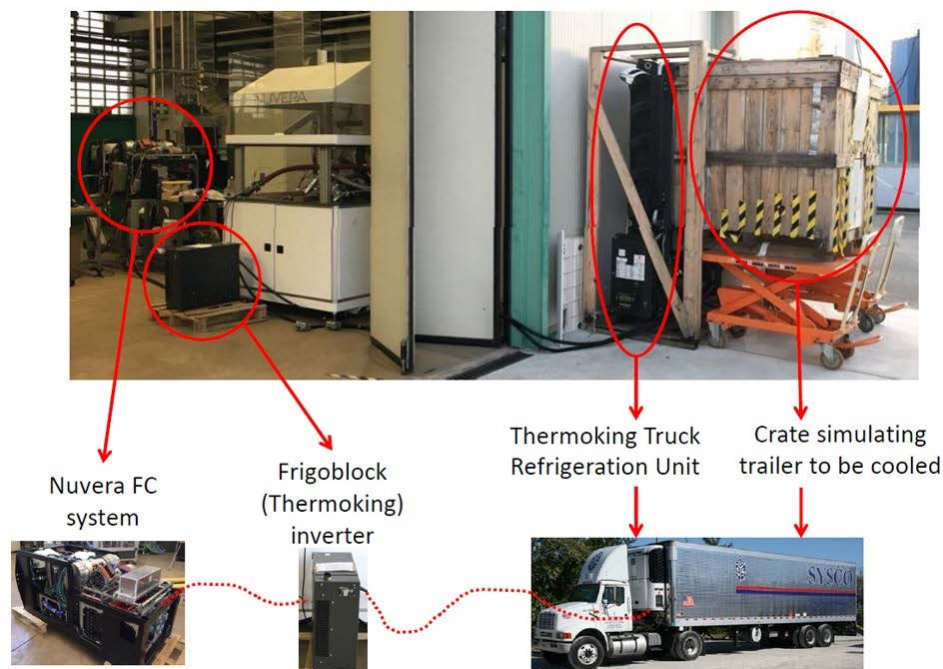 NUVERA
Thermoking Truck
Refrigeration Unit
Crate simulating
trailer to be cooled
Nuvera FC
system
Frigoblock
(Thermoking)
inverter
SYSCO